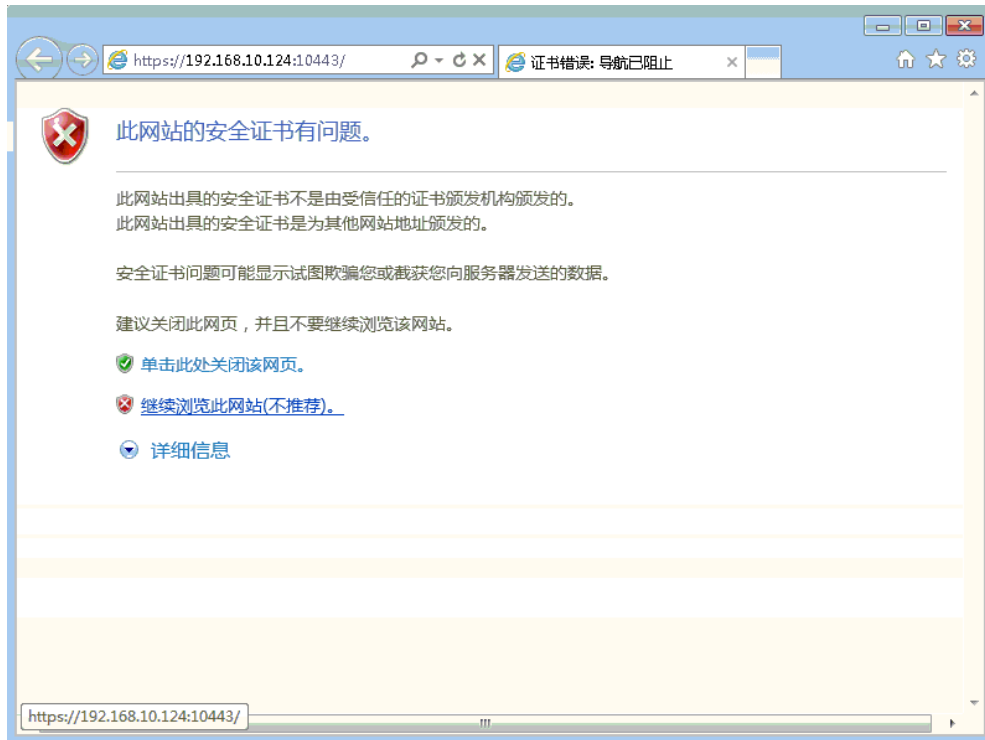 https://192.168.10.124:10443/
证书错误: 导航已阻止
此网站的安全证书有问题。
此网站出具的安全证书不是由受信任的证书颁发机构颁发的。
此网站出具的安全证书是为其他网站地址颁发的。
安全证书问题可能显示试图欺骗您或截获您向服务器发送的数据。
建议关闭此网页，并且不要继续浏览该网站。
单击此处关闭该网页。
继续浏览此网站(不推荐)。
详细信息
https://192.168.10.124:10443/